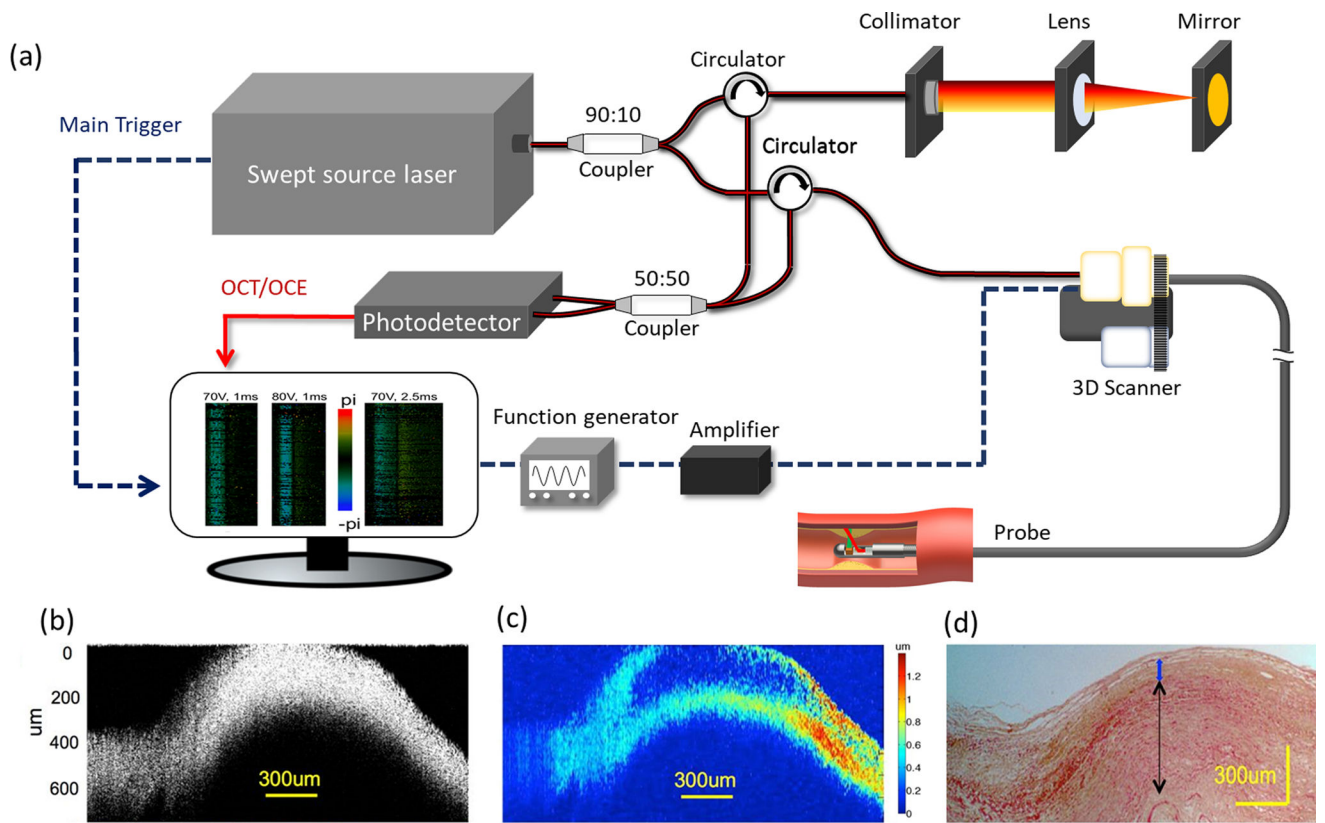 (a)
Collimator
Lens
Mirror
Circulator
Main Trigger
90:10
Swept source laser
Coupler
Circulator
OCT/OCE
50:50
Photodetector
Coupler
3D Scanner
70V, 1ms
80V, 1ms
pi
70V, 2.5ms
-pi
Function generator
Amplifier
Probe
(b)
0
200
400
600
um
300um
(c)
um
1.2
1
0.8
0.6
0.4
0.2
0
300um
(d)
300um